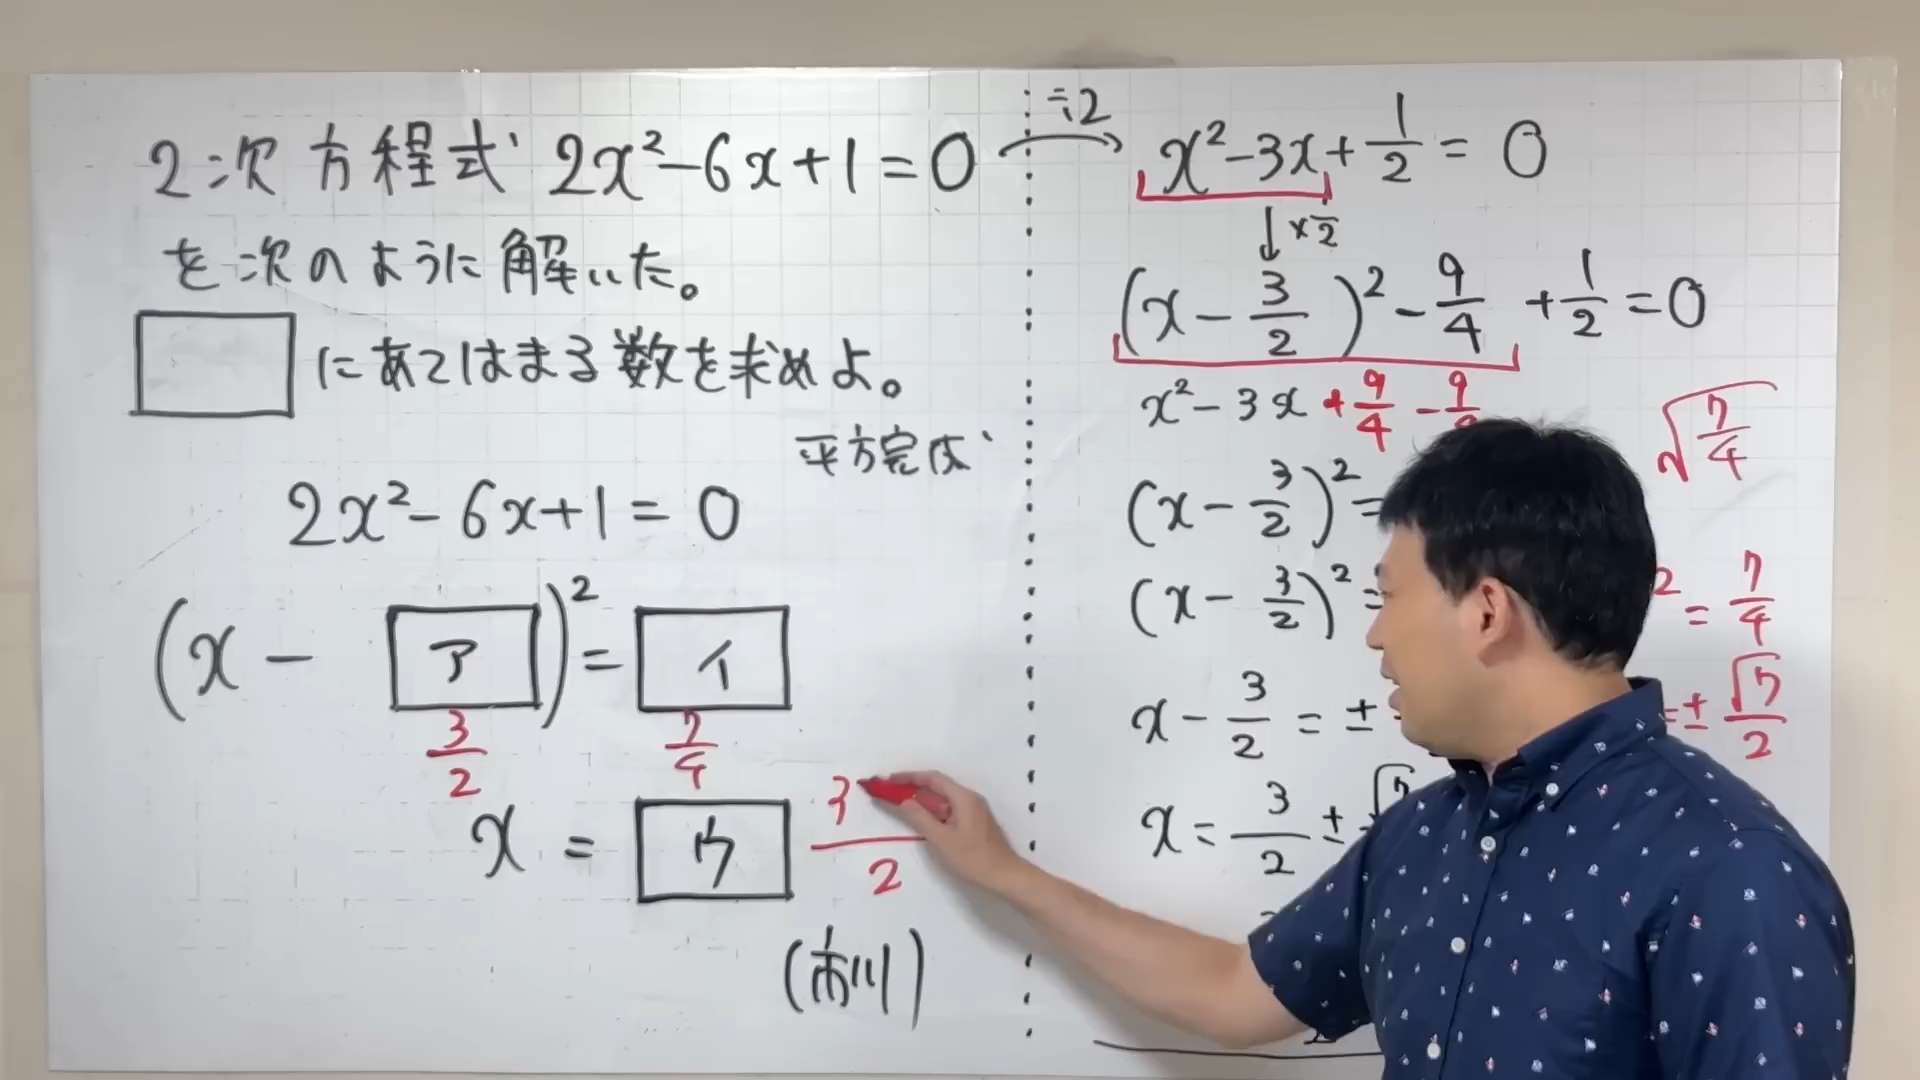 2次方程式 2x²-6x+1=0
を次のように解いた。
□にあてはまる数を求めよ。
平方完成
2x²-6x+1=0
(x-ア)²=イ
3/2 7/4
x=ウ 3 /2
(市川)
÷2
x²-3x+1/2=0
↓×1/2
(x-3/2)²-9/4+1/2=0
x²-3x+9/4-9/
√7/4
(x-3/2)²=
(x-3/2)²= ²=7/4
x-3/2=± =±√7/2
x=3/2±√7